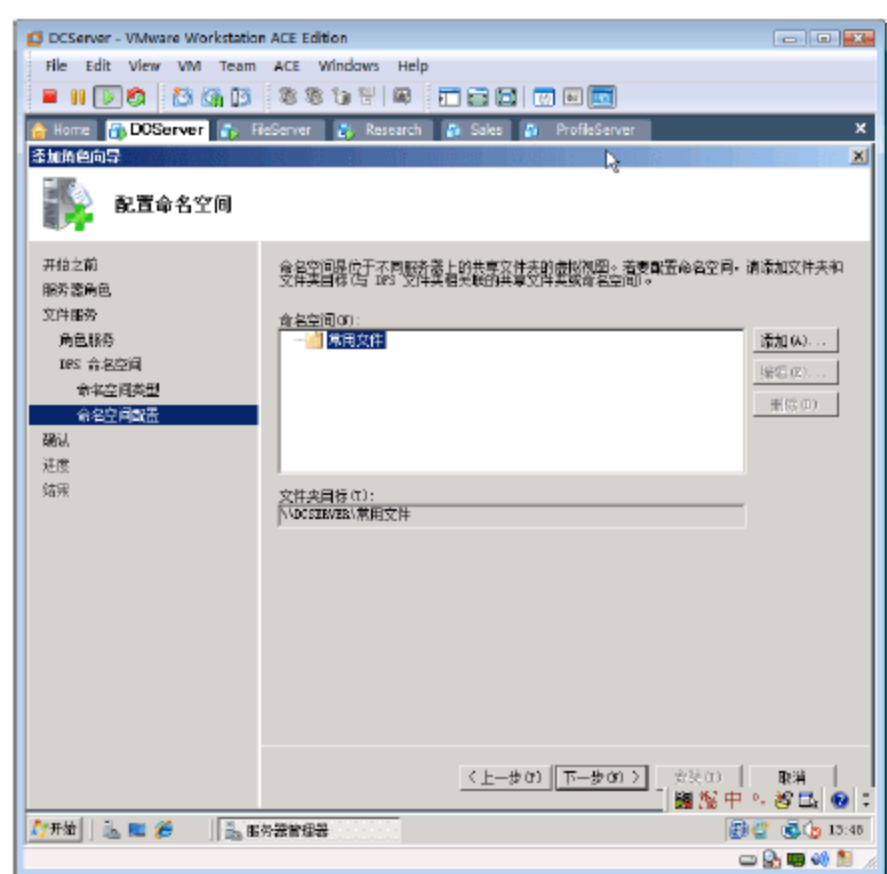 DCServer - VMware Workstation ACE Edition
File Edit View VM Team ACE Windows Help
Home DCServer FileServer Research Sales ProfileServer
添加角色向导
配置命名空间
开始之前
服务器角色
文件服务
角色服务
DFS 命名空间
命名空间类型
命名空间配置
确认
进度
结果
命名空间是位于不同服务器上的共享文件夹的虚拟视图。若要配置命名空间，请添加文件夹和
文件夹目标(与 DFS 文件夹相关联的共享文件夹或命名空间)。
命名空间(N):
常用文件
添加(A)...
编辑(E)...
删除(D)
文件夹目标(T):
\\DCSERVER\常用文件
< 上一步(P) 下一步(N) > 安装(I) 取消
中
开始 服务器管理器 15:46